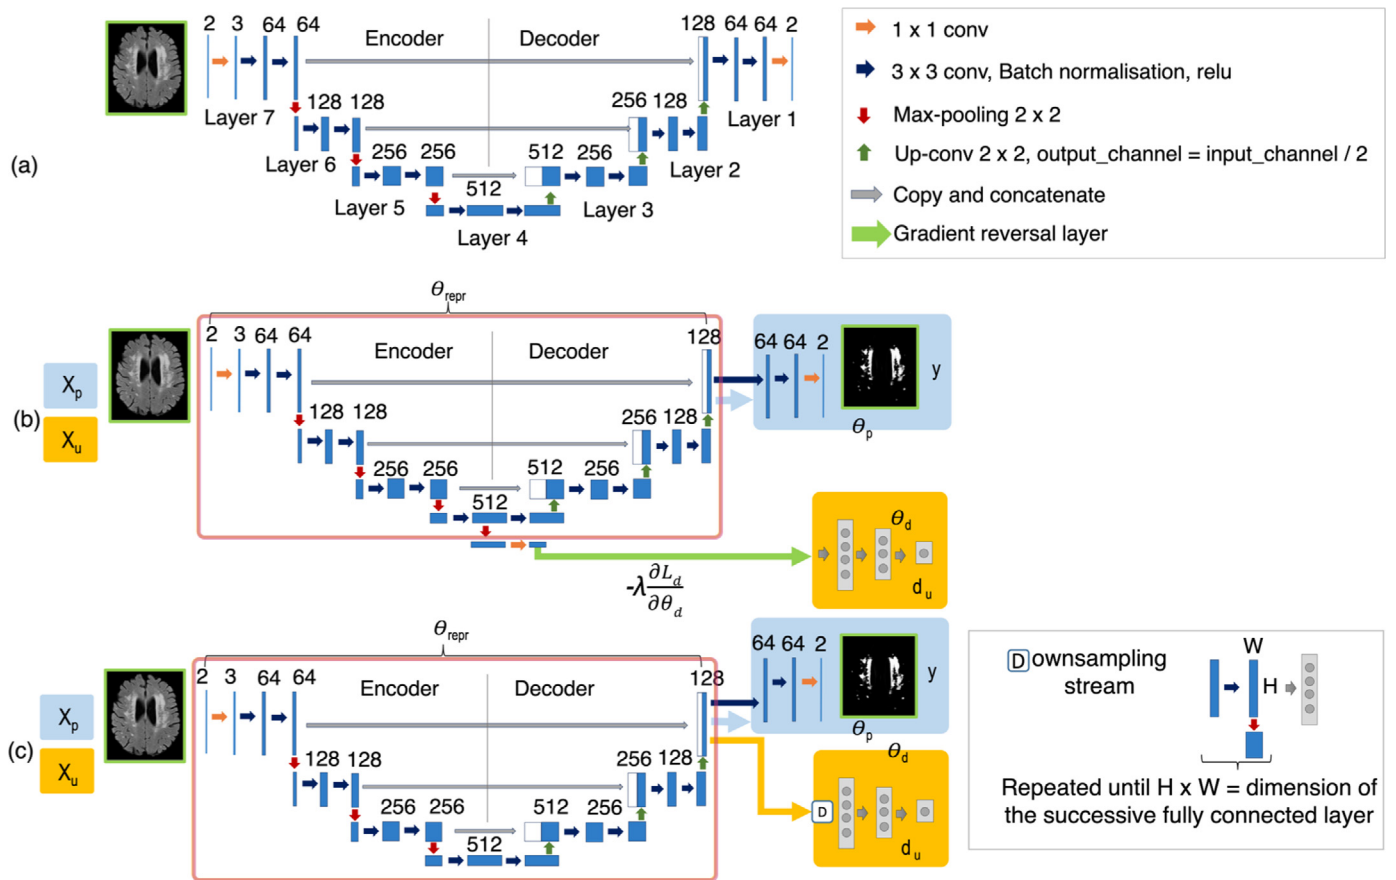 2 3 64 64 Encoder Decoder 128 64 64 2
Layer 7 128 128 256 128 Layer 1
(a) Layer 6 256 256 512 256 Layer 2
Layer 5 512 Layer 3
Layer 4
1 x 1 conv
3 x 3 conv, Batch normalisation, relu
Max-pooling 2 x 2
Up-conv 2 x 2, output_channel = input_channel / 2
Copy and concatenate
Gradient reversal layer
θrepr
2 3 64 64 Encoder Decoder 128 64 64 2
Xp y
(b) 128 128 256 128 θp
Xu
256 256 512 256
512 θd
-λ ∂Ld/∂θd du
θrepr
2 3 64 64 Encoder Decoder 128 64 64 2
Xp y
(c) 128 128 256 128 θp
Xu θd
256 256 512 256 D
512 du
D ownsampling
stream
W
H
Repeated until H x W = dimension of
the successive fully connected layer